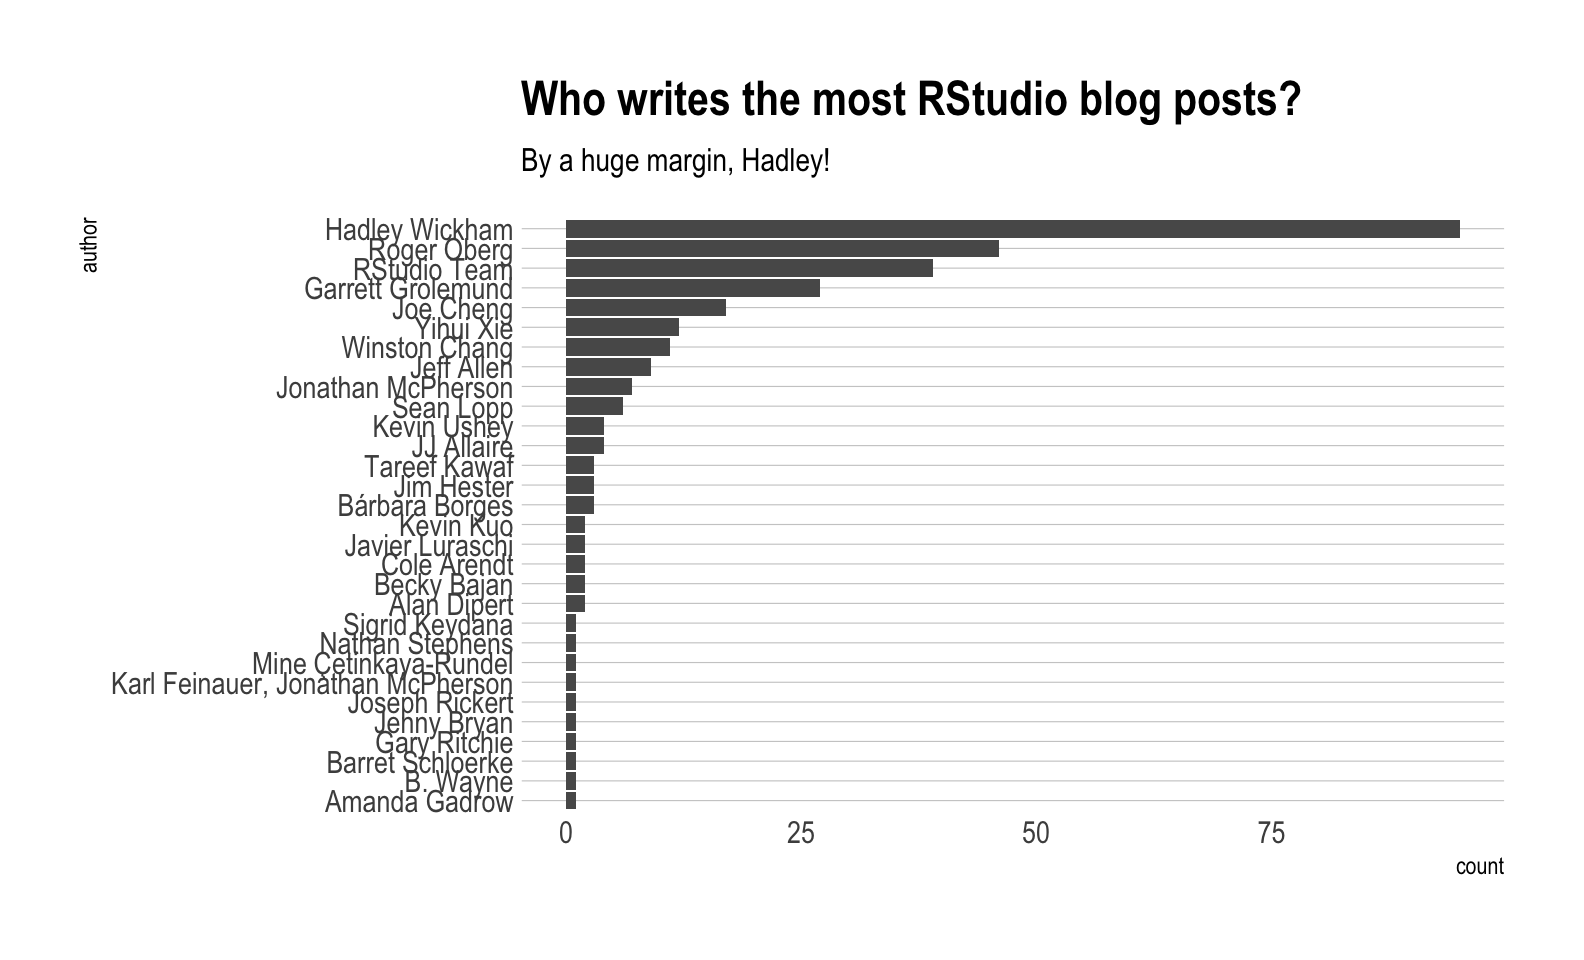 Who writes the most RStudio blog posts?
By a huge margin, Hadley!
author
Hadley Wickham
Roger Oberg
RStudio Team
Garrett Grolemund
Joe Cheng
Yihui Xie
Winston Chang
Jeff Allen
Jonathan McPherson
Sean Lopp
Kevin Ushey
JJ Allaire
Tareef Kawaf
Jim Hester
Bárbara Borges
Kevin Kuo
Javier Luraschi
Cole Arendt
Becky Bajan
Alan Dipert
Sigrid Keydana
Nathan Stephens
Mine Cetinkaya-Rundel
Karl Feinauer, Jonathan McPherson
Joseph Rickert
Jenny Bryan
Gary Ritchie
Barret Schloerke
B. Wayne
Amanda Gadrow
0 25 50 75
count